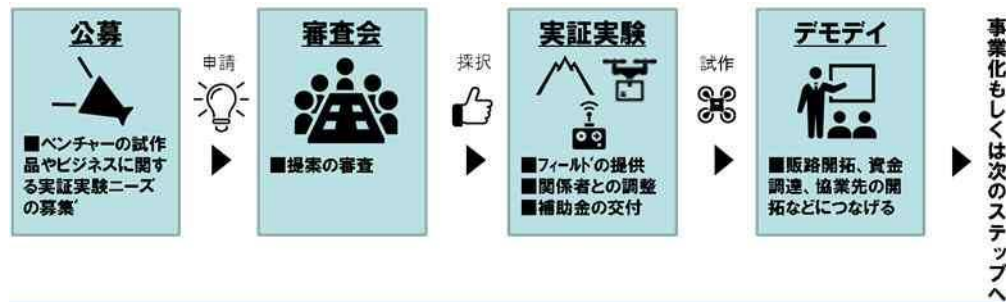 公募
■ベンチャーの試作
品やビジネスに関す
る実証実験ニーズ
の募集
申請
審査会
■提案の審査
採択
実証実験
■フィールドの提供
■関係者との調整
■補助金の交付
試作
デモデイ
■販路開拓、資金
調達、協業先の開
拓などにつなげる
事業化もしくは次のステップへ